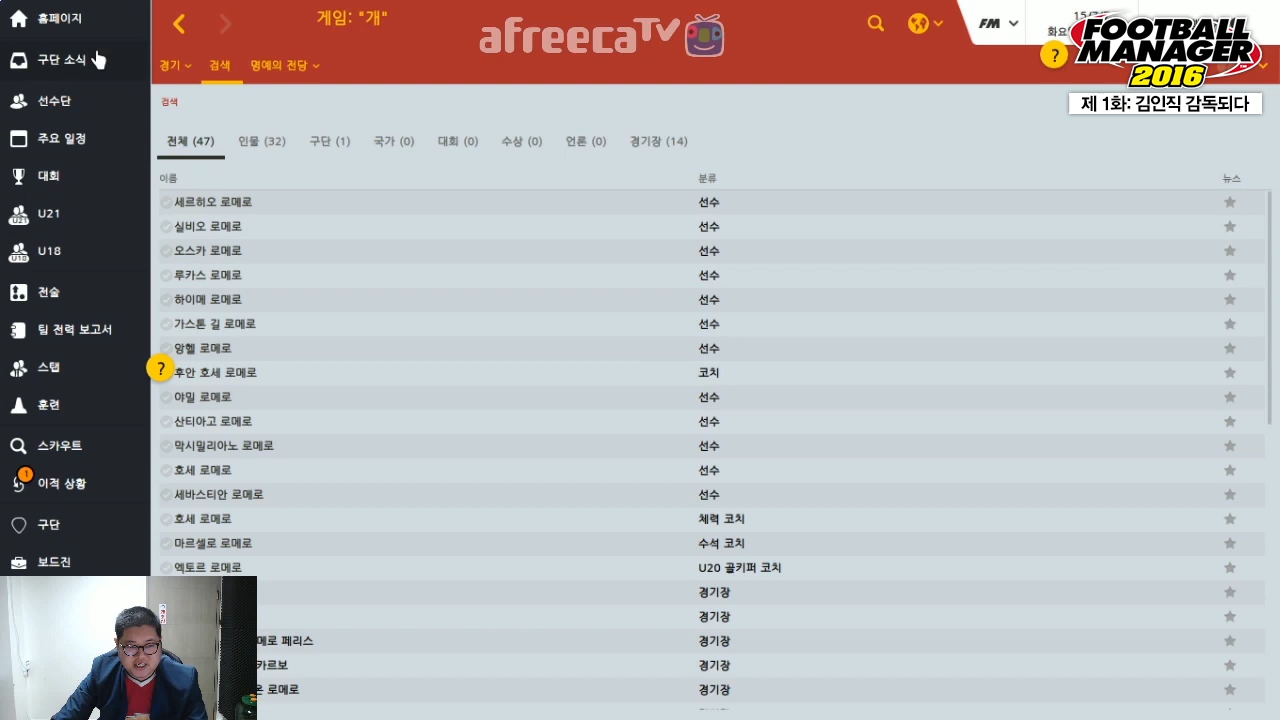 홈페이지
구단 소식
선수단
주요 일정
대회
U21
U18
전술
팀 전력 보고서
스탭
훈련
스카우트
1
이적 상황
구단
보드진
게임: "개"
afreecaTV
FM
FOOTBALL
MANAGER
2016
제 1화: 김인직 감독되다
?
경기
검색
명예의 전당
검색
전체 (47) 인물 (32) 구단 (1) 국가 (0) 대회 (0) 수상 (0) 언론 (0) 경기장 (14)
이름 분류 뉴스
세르히오 로메로 선수
실비오 로메로 선수
오스카 로메로 선수
루카스 로메로 선수
하이메 로메로 선수
가스톤 길 로메로 선수
앙헬 로메로 선수
? 후안 호세 로메로 코치
야밀 로메로 선수
산티아고 로메로 선수
막시밀리아노 로메로 선수
호세 로메로 선수
세바스티안 로메로 선수
호세 로메로 체력 코치
마르셀로 로메로 수석 코치
엑토르 로메로 U20 골키퍼 코치
경기장
경기장
메로 페리스 경기장
카르보 경기장
로메로 경기장